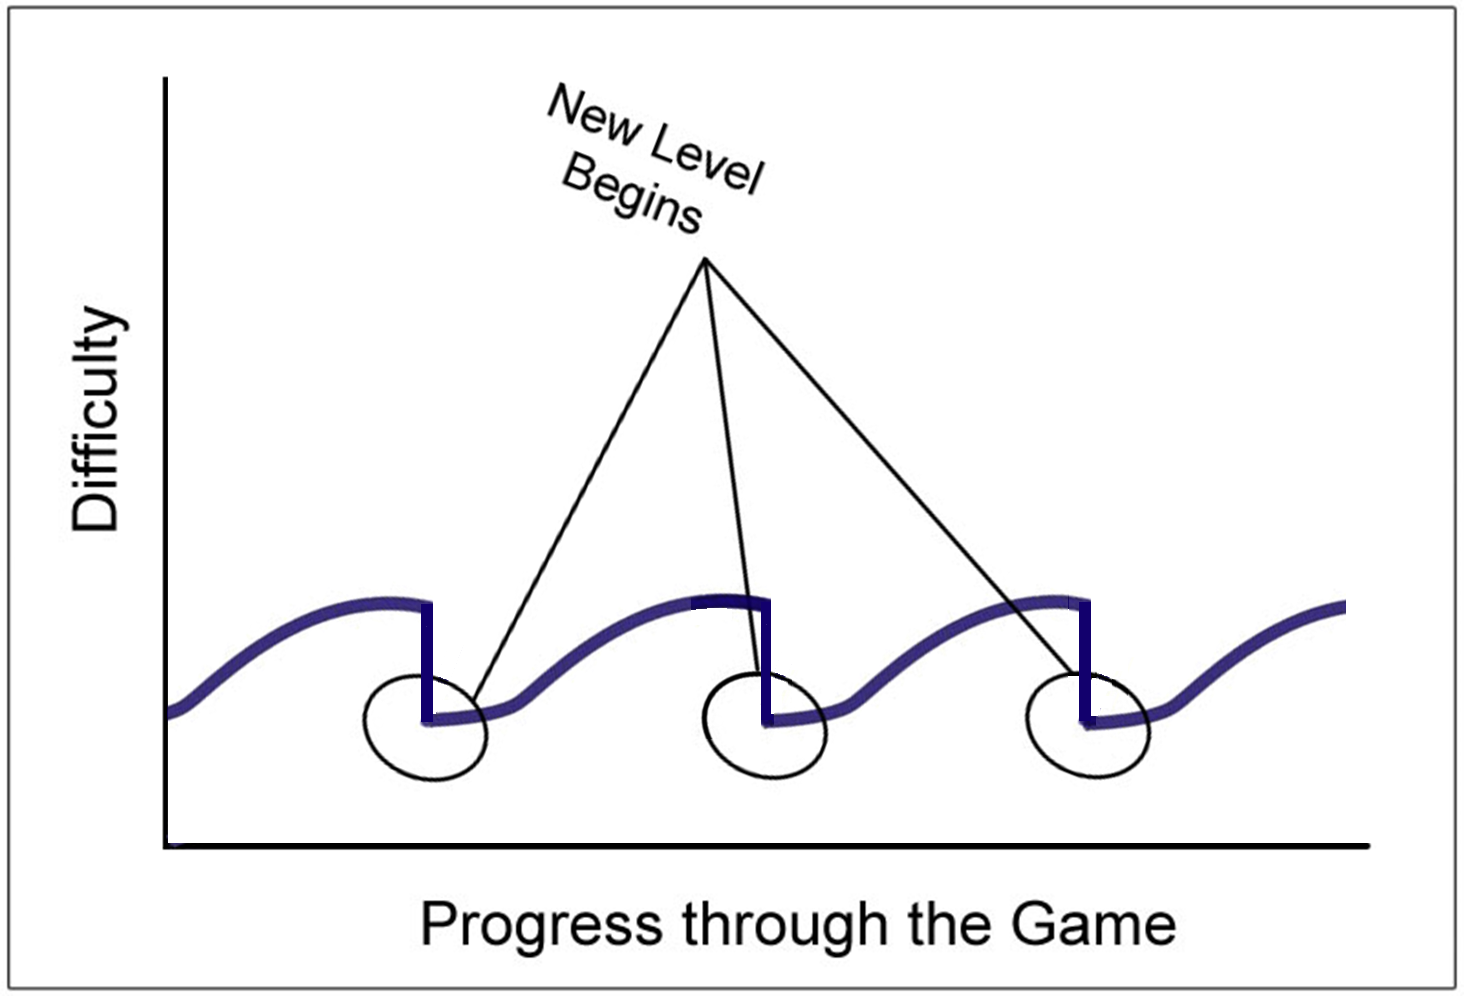 New Level
Begins
Difficulty
Progress through the Game